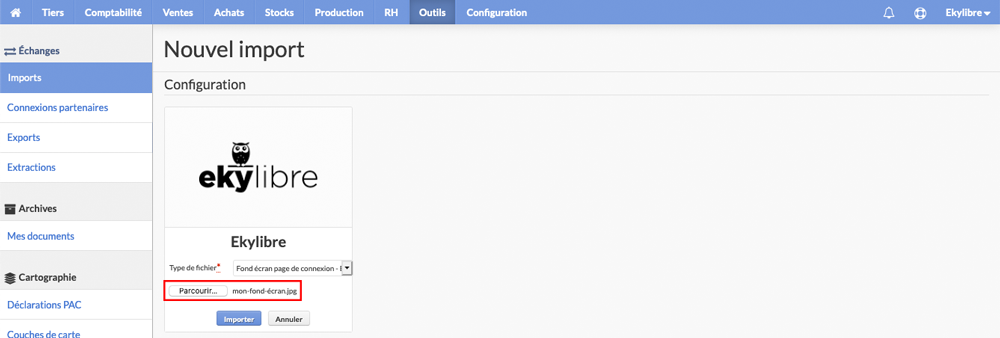 Tiers Comptabilité Ventes Achats Stocks Production RH Outils Configuration Ekylibre
Échanges
Imports
Connexions partenaires
Exports
Extractions
Archives
Mes documents
Cartographie
Déclarations PAC
Couches de carte
Nouvel import
Configuration
ekylibre
Ekylibre
Type de fichier* Fond écran page de connexion -
Parcourir... mon-fond-écran.jpg
Importer Annuler